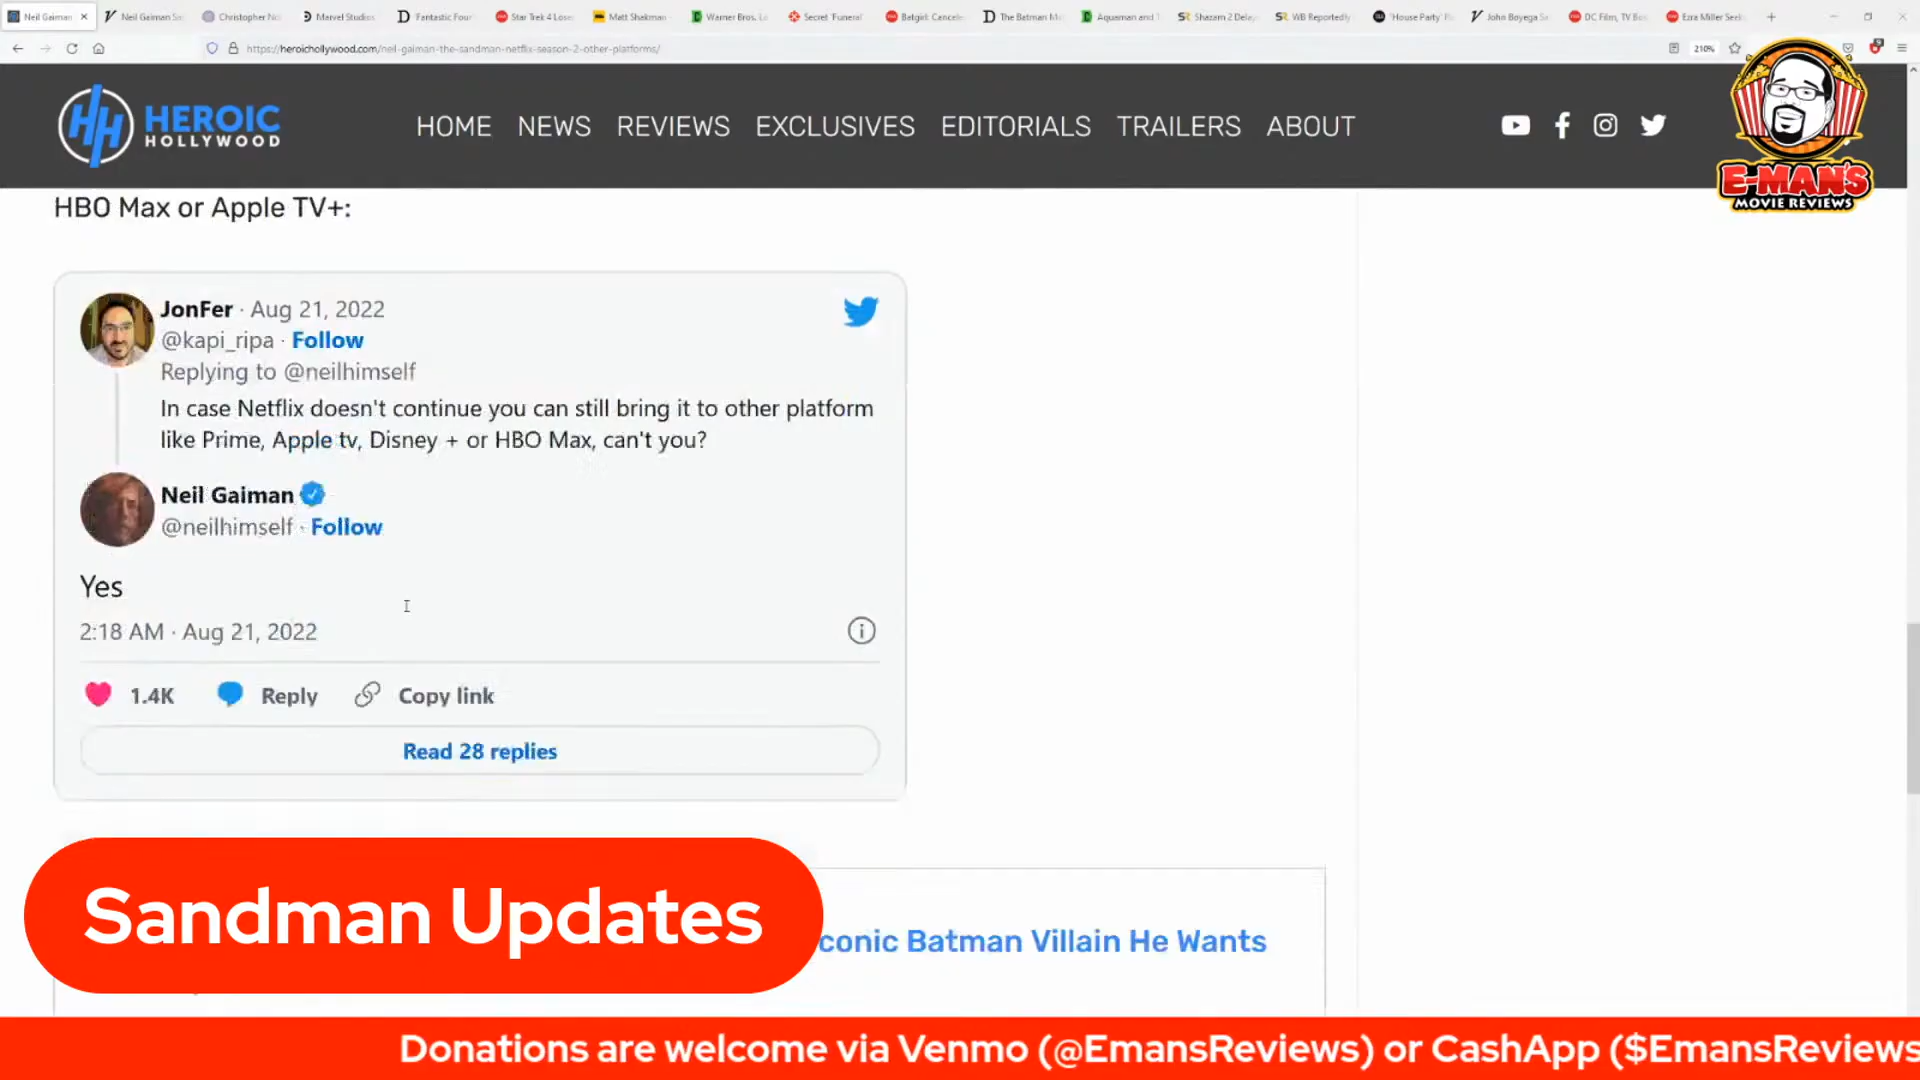 Neil Gaiman
Neil Gaiman Sa
Christopher No
Marvel Studios
Fantastic Four
Star Trek 4 Lose
Matt Shakman
Warner Bros. Lo
Secret 'Funeral'
Batgirl Cancele
The Batman M
Aquaman and T
Shazam 2 Delay
WB Reportedly
'House Party' R
John Boyega Sa
DC Film, TV Bos
Ezra Miller Seek
https://heroichollywood.com/neil-gaiman-the-sandman-netflix-season-2-other-platforms/
210%
HEROIC
HOLLYWOOD
HOME NEWS REVIEWS EXCLUSIVES EDITORIALS TRAILERS ABOUT
E-MAN'S
MOVIE REVIEWS
HBO Max or Apple TV+:
JonFer · Aug 21, 2022
@kapi_ripa · Follow
Replying to @neilhimself
In case Netflix doesn't continue you can still bring it to other platform
like Prime, Apple tv, Disney + or HBO Max, can't you?
Neil Gaiman
@neilhimself · Follow
Yes
2:18 AM · Aug 21, 2022
1.4K Reply Copy link
Read 28 replies
Sandman Updates
conic Batman Villain He Wants
Donations are welcome via Venmo (@EmansReviews) or CashApp ($EmansReviews